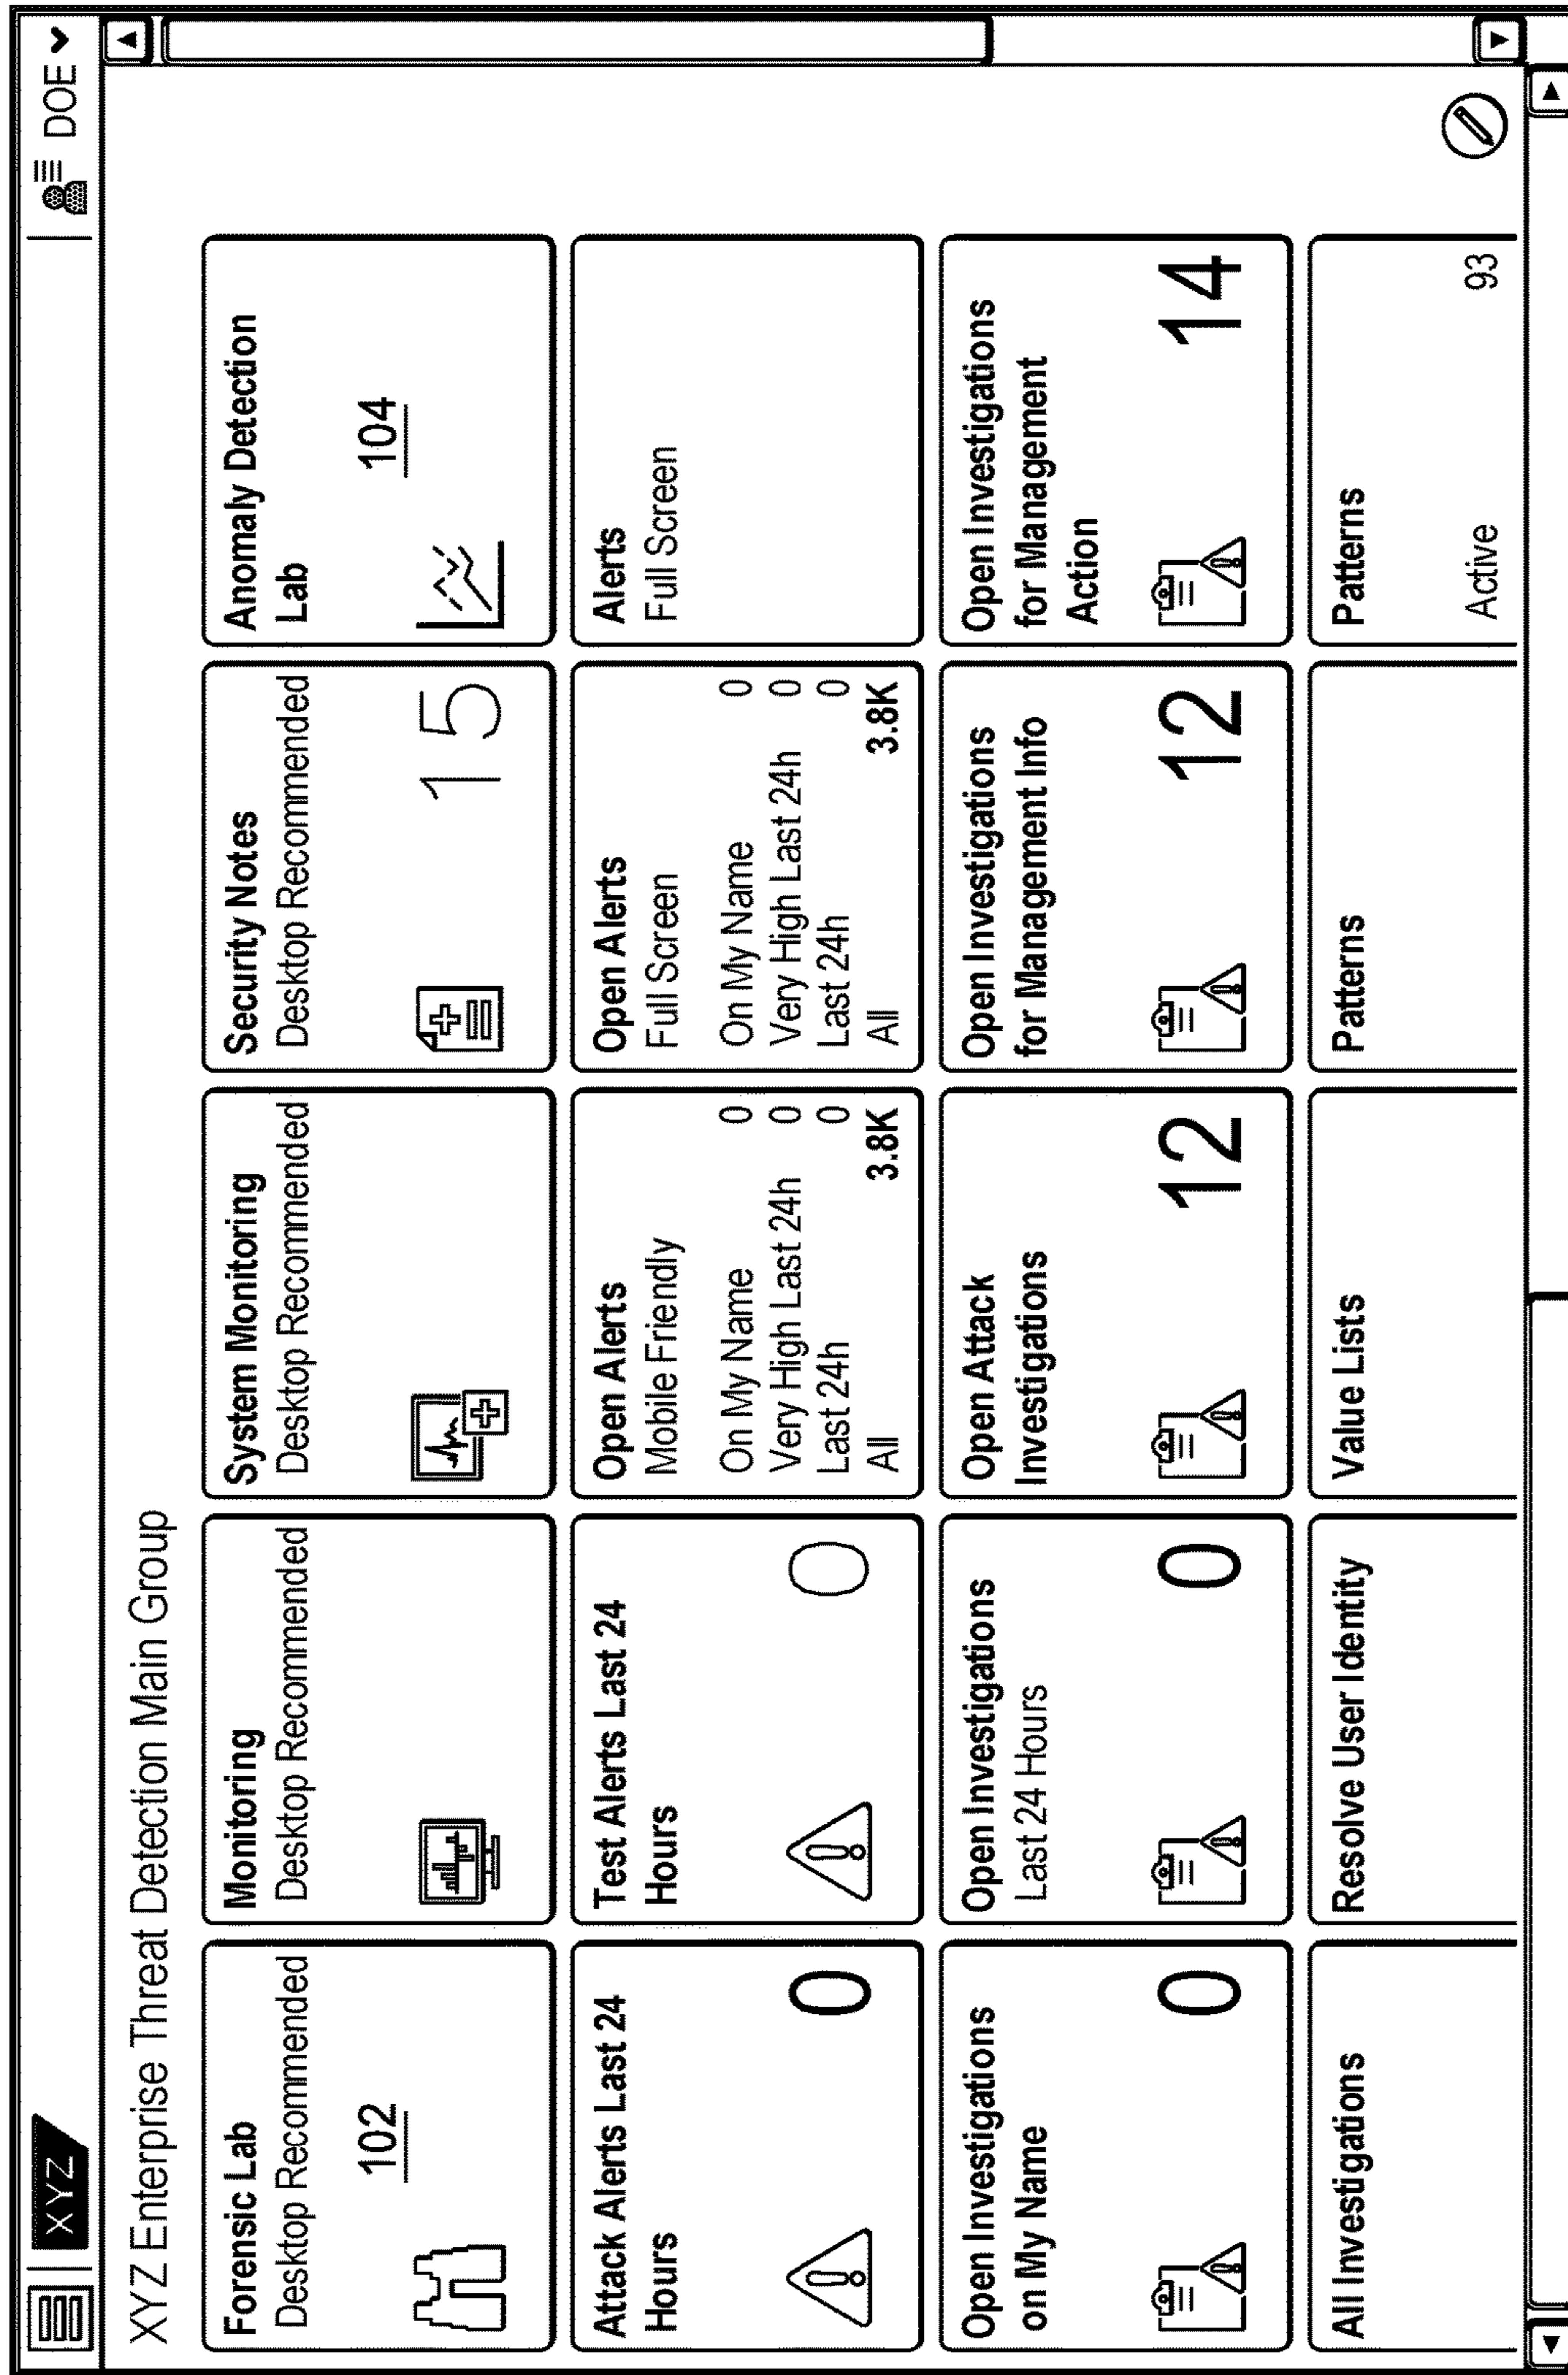 XYZ
DOE
XYZ Enterprise Threat Detection Main Group
Forensic Lab
Desktop Recommended
102
Monitoring
Desktop Recommended
System Monitoring
Desktop Recommended
Security Notes
Desktop Recommended
15
Anomaly Detection
Lab
104
Attack Alerts Last 24
Hours
0
Test Alerts Last 24
Hours
0
Open Alerts
Mobile Friendly
On My Name 0
Very High Last 24h 0
Last 24h 0
All 3.8K
Open Alerts
Full Screen
On My Name 0
Very High Last 24h 0
Last 24h 0
All 3.8K
Alerts
Full Screen
Open Investigations
on My Name
0
Open Investigations
Last 24 Hours
0
Open Attack
Investigations
12
Open Investigations
for Management Info
12
Open Investigations
for Management
Action
14
All Investigations
Resolve User Identity
Value Lists
Patterns
Patterns
Active 93